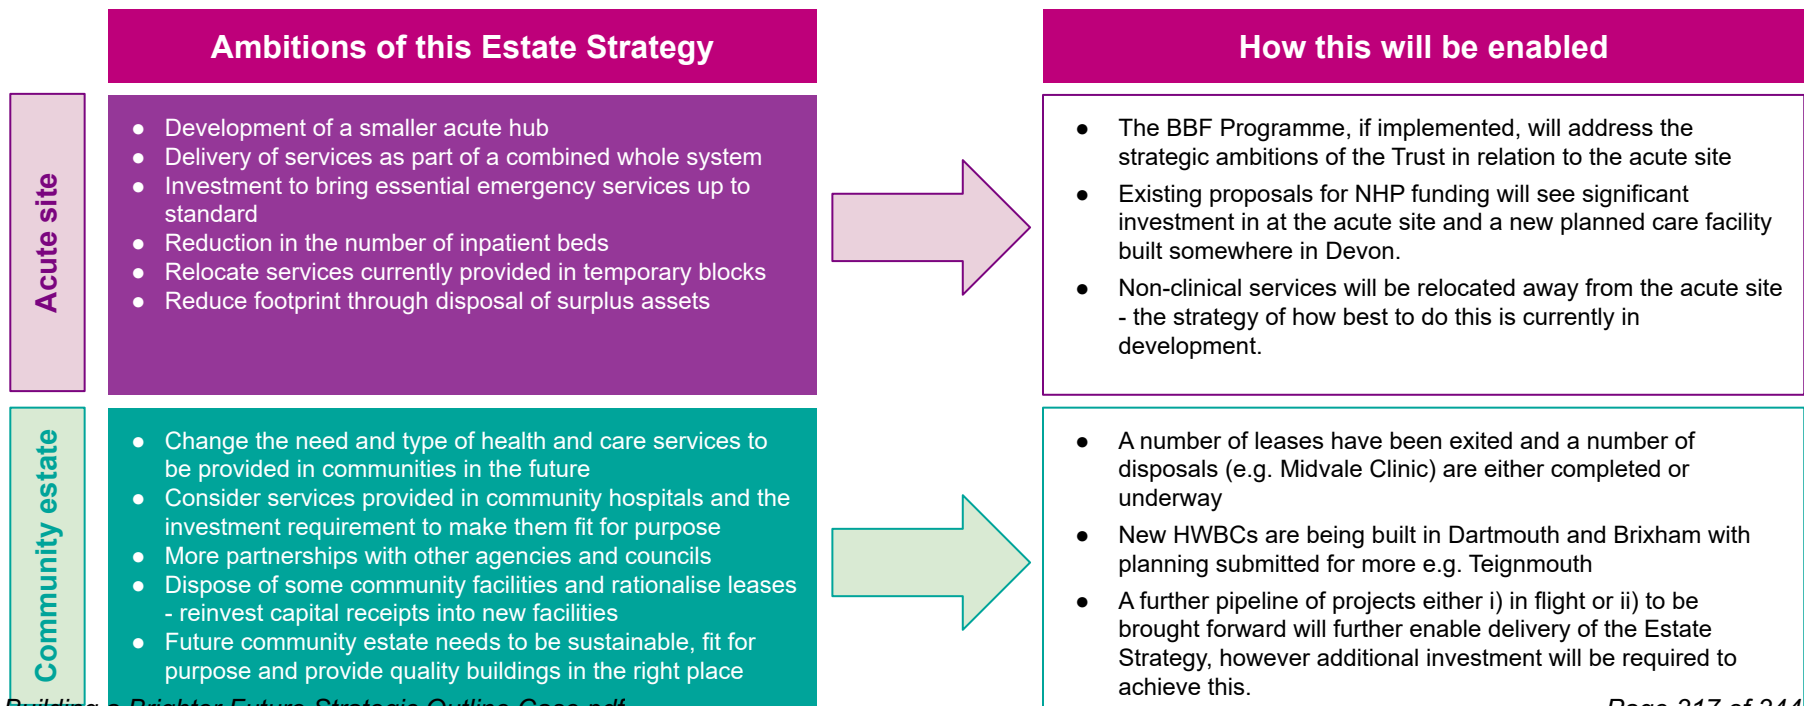 Ambitions of this Estate Strategy
How this will be enabled
Acute site
● Development of a smaller acute hub
● Delivery of services as part of a combined whole system
● Investment to bring essential emergency services up to
standard
● Reduction in the number of inpatient beds
● Relocate services currently provided in temporary blocks
● Reduce footprint through disposal of surplus assets
● The BBF Programme, if implemented, will address the
strategic ambitions of the Trust in relation to the acute site
● Existing proposals for NHP funding will see significant
investment in at the acute site and a new planned care facility
built somewhere in Devon.
● Non-clinical services will be relocated away from the acute site
- the strategy of how best to do this is currently in
development.
Community estate
● Change the need and type of health and care services to
be provided in communities in the future
● Consider services provided in community hospitals and the
investment requirement to make them fit for purpose
● More partnerships with other agencies and councils
● Dispose of some community facilities and rationalise leases
- reinvest capital receipts into new facilities
● Future community estate needs to be sustainable, fit for
purpose and provide quality buildings in the right place
● A number of leases have been exited and a number of
disposals (e.g. Midvale Clinic) are either completed or
underway
● New HWBCs are being built in Dartmouth and Brixham with
planning submitted for more e.g. Teignmouth
● A further pipeline of projects either i) in flight or ii) to be
brought forward will further enable delivery of the Estate
Strategy, however additional investment will be required to
achieve this.
Building a Brighter Future Strategic Outline Case.pdf
Page 217 of 244